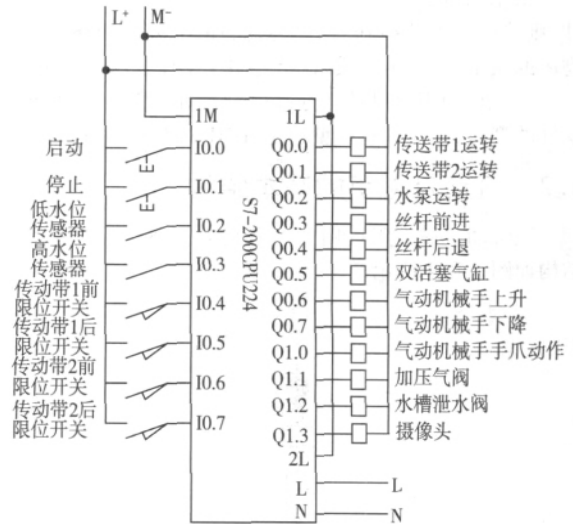 L+ M-
1M
1L
启动
I0.0
停止
I0.1
低水位
传感器
I0.2
高水位
传感器
I0.3
传动带1前
限位开关
I0.4
传动带1后
限位开关
I0.5
传动带2前
限位开关
I0.6
传动带2后
限位开关
I0.7
S7-200CPU224
Q0.0 传送带1运转
Q0.1 传送带2运转
Q0.2 水泵运转
Q0.3 丝杆前进
Q0.4 丝杆后退
Q0.5 双活塞气缸
Q0.6 气动机械手上升
Q0.7 气动机械手下降
Q1.0 气动机械手手爪动作
Q1.1 加压气阀
Q1.2 水槽泄水阀
Q1.3 摄像头
2L
L L
N N